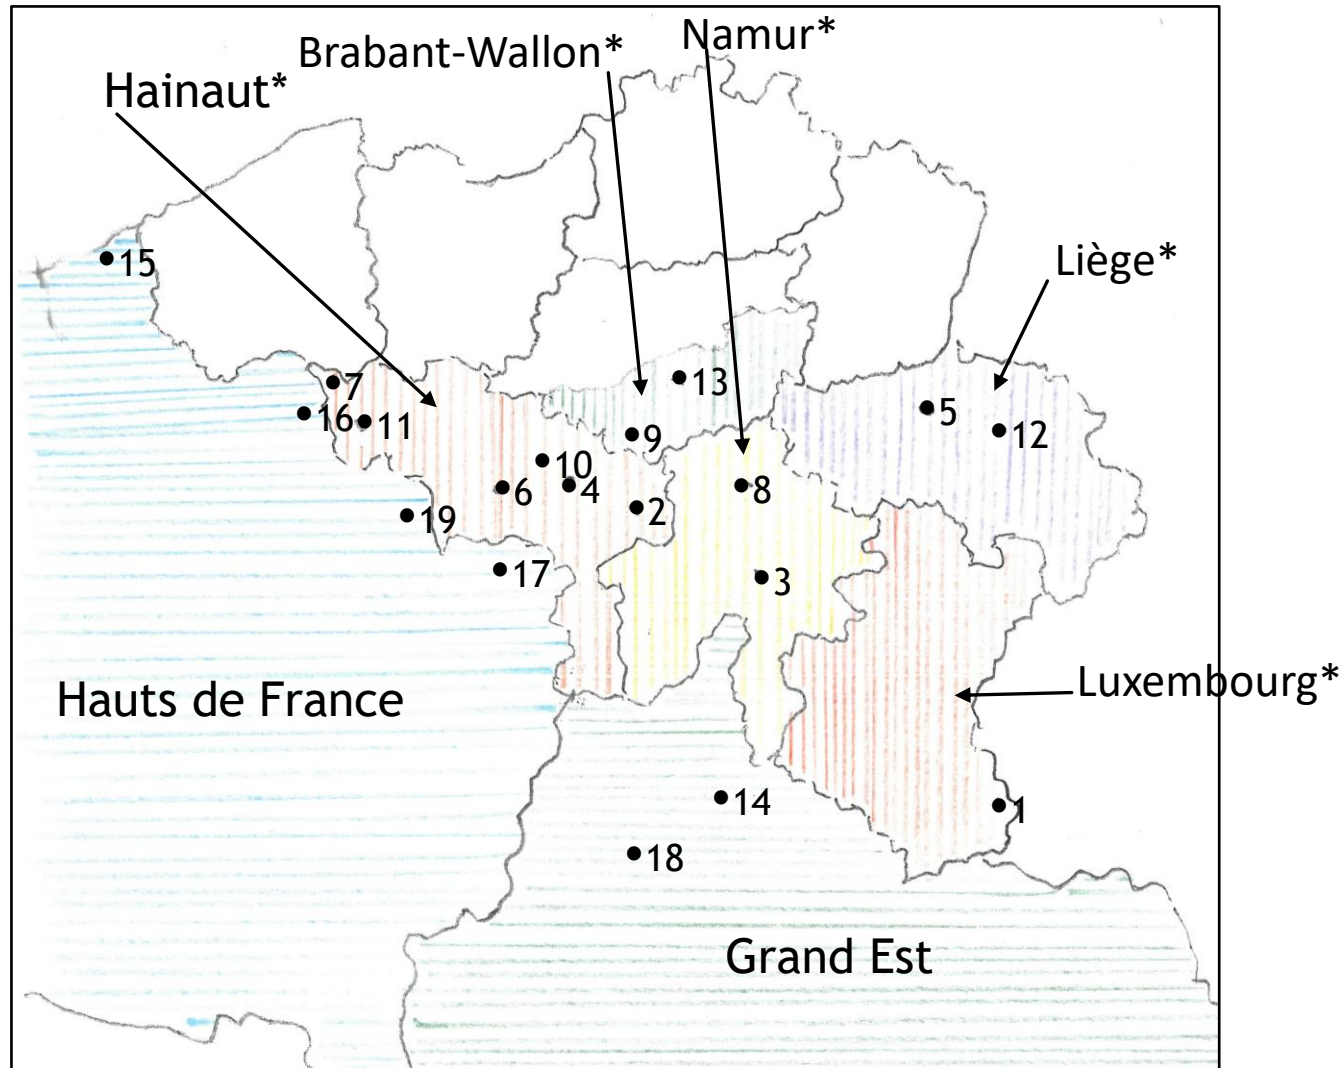 Namur*
Brabant-Wallon*
Hainaut*
Liège*
15
7
13
16
11
5
12
9
10
6
4
8
2
19
17
3
Hauts de France
Luxembourg*
14
1
18
Grand Est